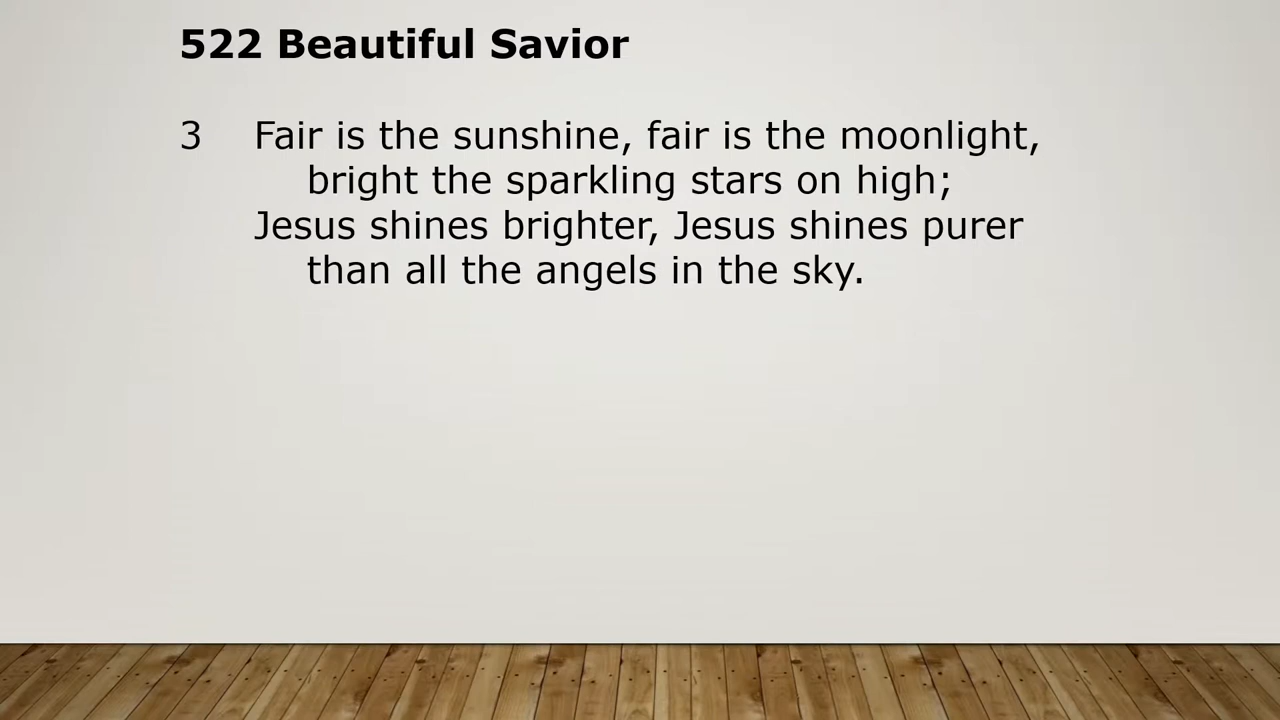 522 Beautiful Savior
3 Fair is the sunshine, fair is the moonlight,
bright the sparkling stars on high;
Jesus shines brighter, Jesus shines purer
than all the angels in the sky.